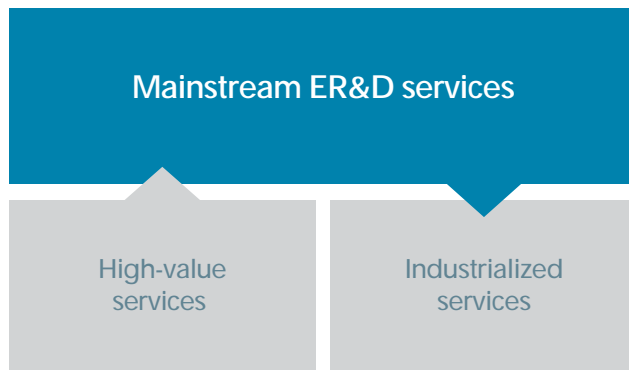 Mainstream ER&D services
High-value
services
Industrialized
services